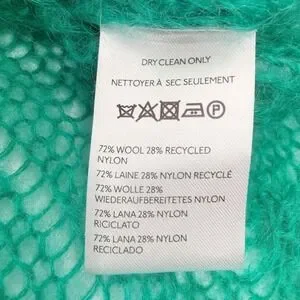 DRY CLEAN ONLY
NETTOYER À SEC SEULEMENT
P
72% WOOL 28% RECYCLED
NYLON
72% LAINE 28% NYLON RECYCLÉ
72% WOLLE 28%
WIEDERAUFBEREITETES NYLON
72% LANA 28% NYLON
RICICLATO
72% LANA 28% NYLON
RECICLADO